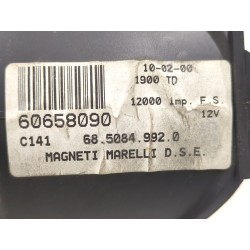 10-02-00
1900 TD
12000 imp. F.S.
60658090
12V
C141 68.5084.992.0
MAGNETI MARELLI D.S.E.